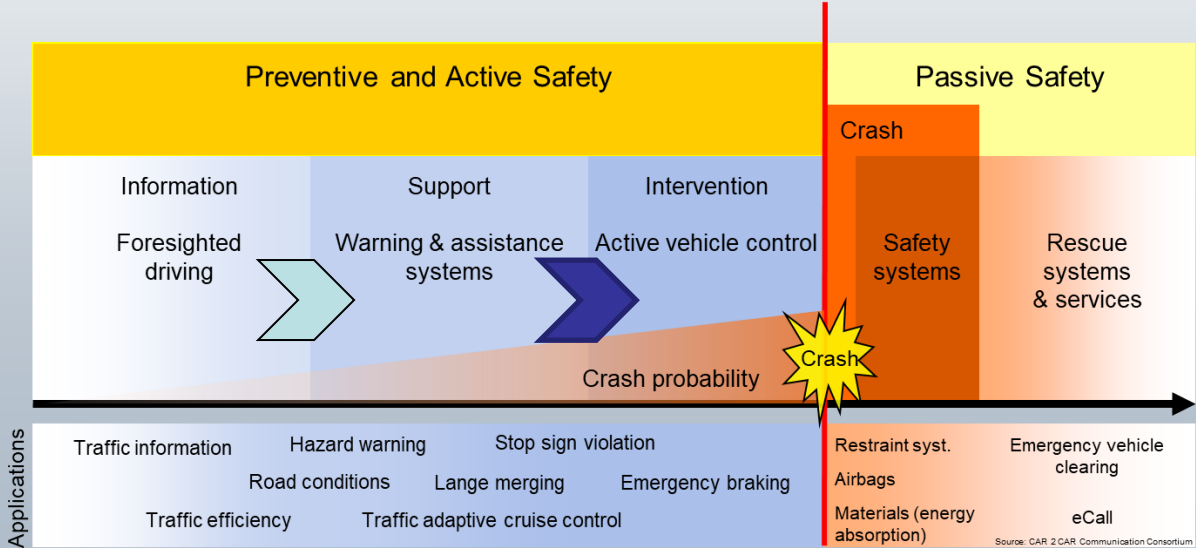 Preventive and Active Safety
Passive Safety
Crash
Information
Support
Intervention
Foresighted
driving
Warning & assistance
systems
Active vehicle control
Safety
systems
Rescue
systems
& services
Crash
Crash probability
Applications
Traffic information
Hazard warning
Stop sign violation
Road conditions
Lange merging
Emergency braking
Traffic efficiency
Traffic adaptive cruise control
Restraint syst.
Airbags
Materials (energy
absorption)
Emergency vehicle
clearing
eCall
Source: CAR 2 CAR Communication Consortium